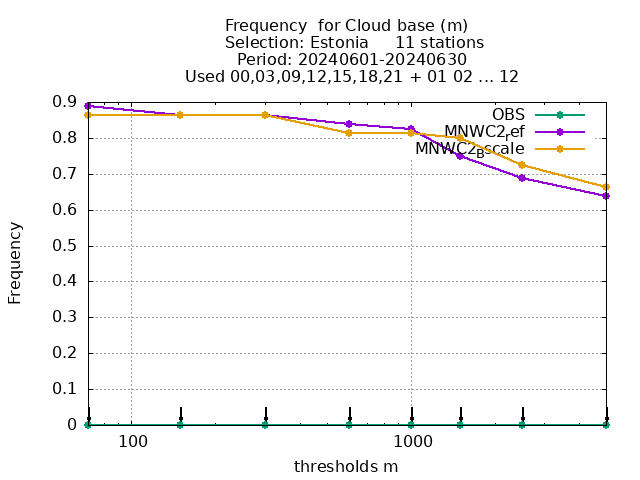 Frequency  for Cloud base (m)
Selection: Estonia     11 stations
Period: 20240601-20240630
Used 00,03,09,12,15,18,21 + 01 02 ... 12
OBS
MNWC2ref
MNWC2Bscale
0.9
0.8
0.7
0.6
0.5
0.4
0.3
0.2
0.1
0
Frequency
100
1000
thresholds m